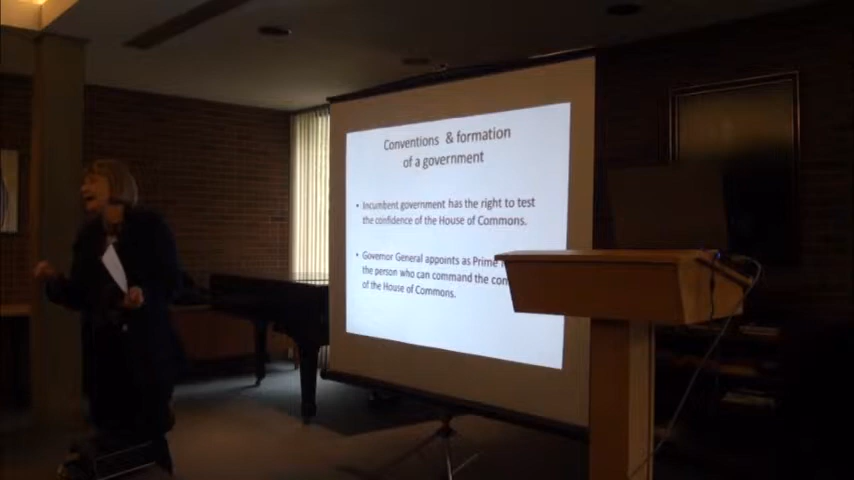 Conventions & formation
of a government
• Incumbent government has the right to test
the confidence of the House of Commons.
• Governor General appoints as Prime
the person who can command the
of the House of Commons.